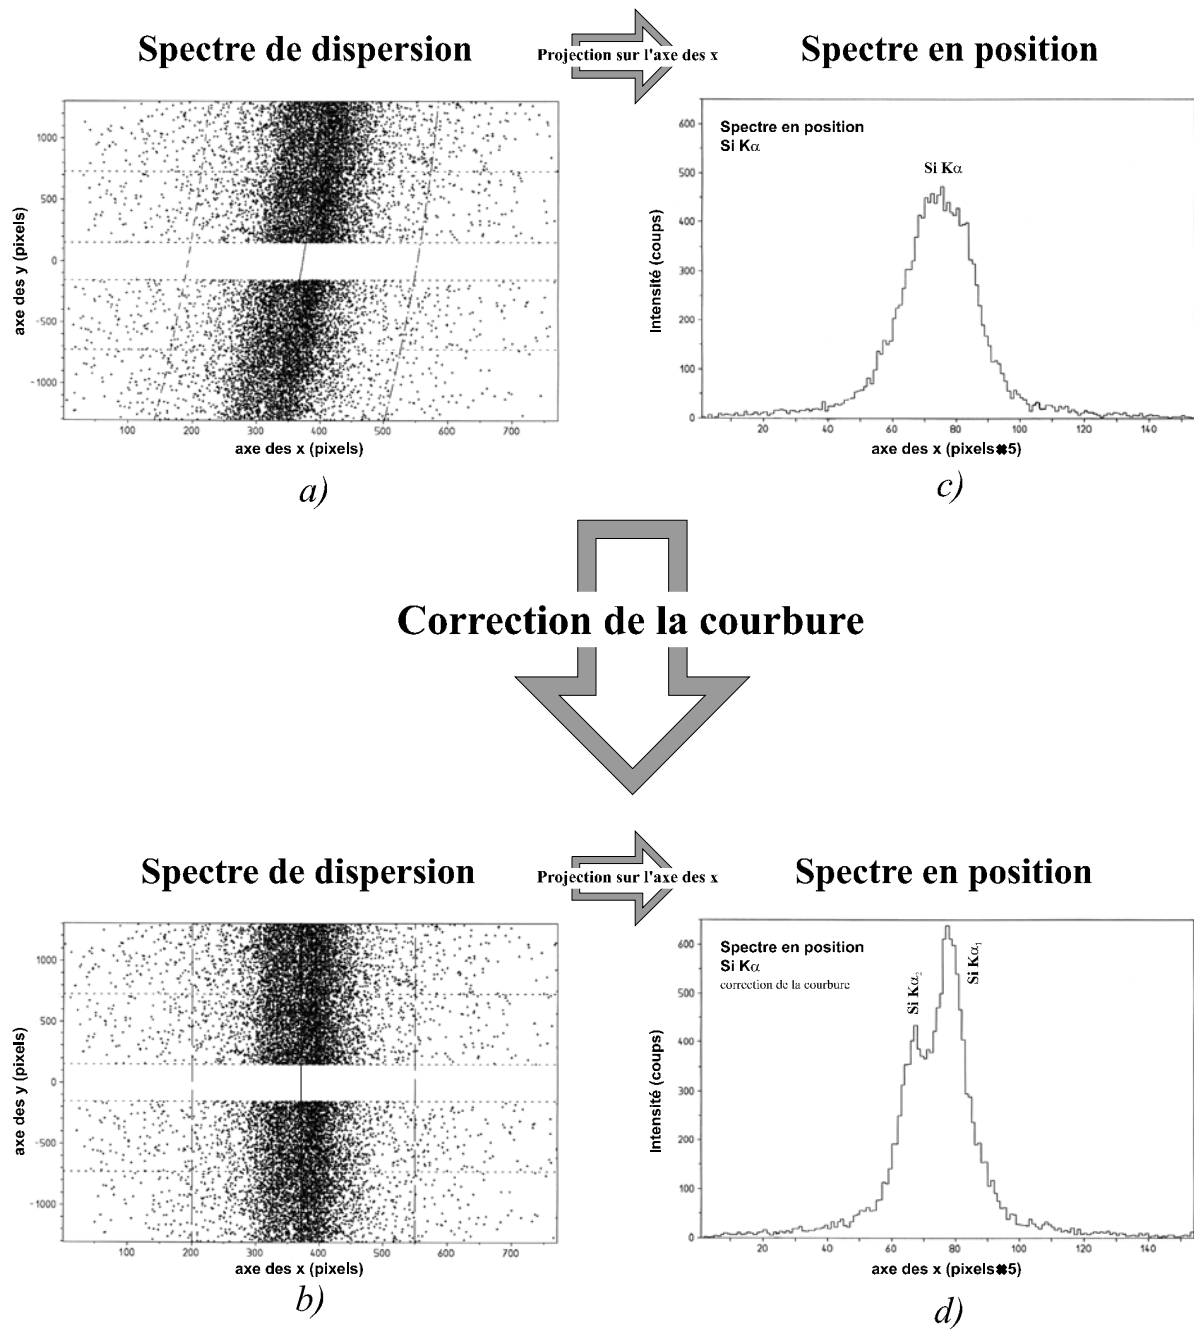 Spectre de dispersion
Projection sur l'axe des x
Spectre en position
1000
500
0
-500
-1000
axe des y (pixels)
100 200 300 400 500 600 700
axe des x (pixels)
a)
600
500
400
300
200
100
0
Intensité (coups)
Spectre en position
Si Kα
Si Kα
20 40 60 80 100 120 140
axe des x (pixels✖5)
c)
Correction de la courbure
Spectre de dispersion
Projection sur l'axe des x
Spectre en position
1000
500
0
-500
-1000
axe des y (pixels)
100 200 300 400 500 600 700
axe des x (pixels)
b)
600
500
400
300
200
100
0
Intensité (coups)
Spectre en position
Si Kα
correction de la courbure
Si Kα₂
Si Kα₁
20 40 60 80 100 120 140
axe des x (pixels✖5)
d)